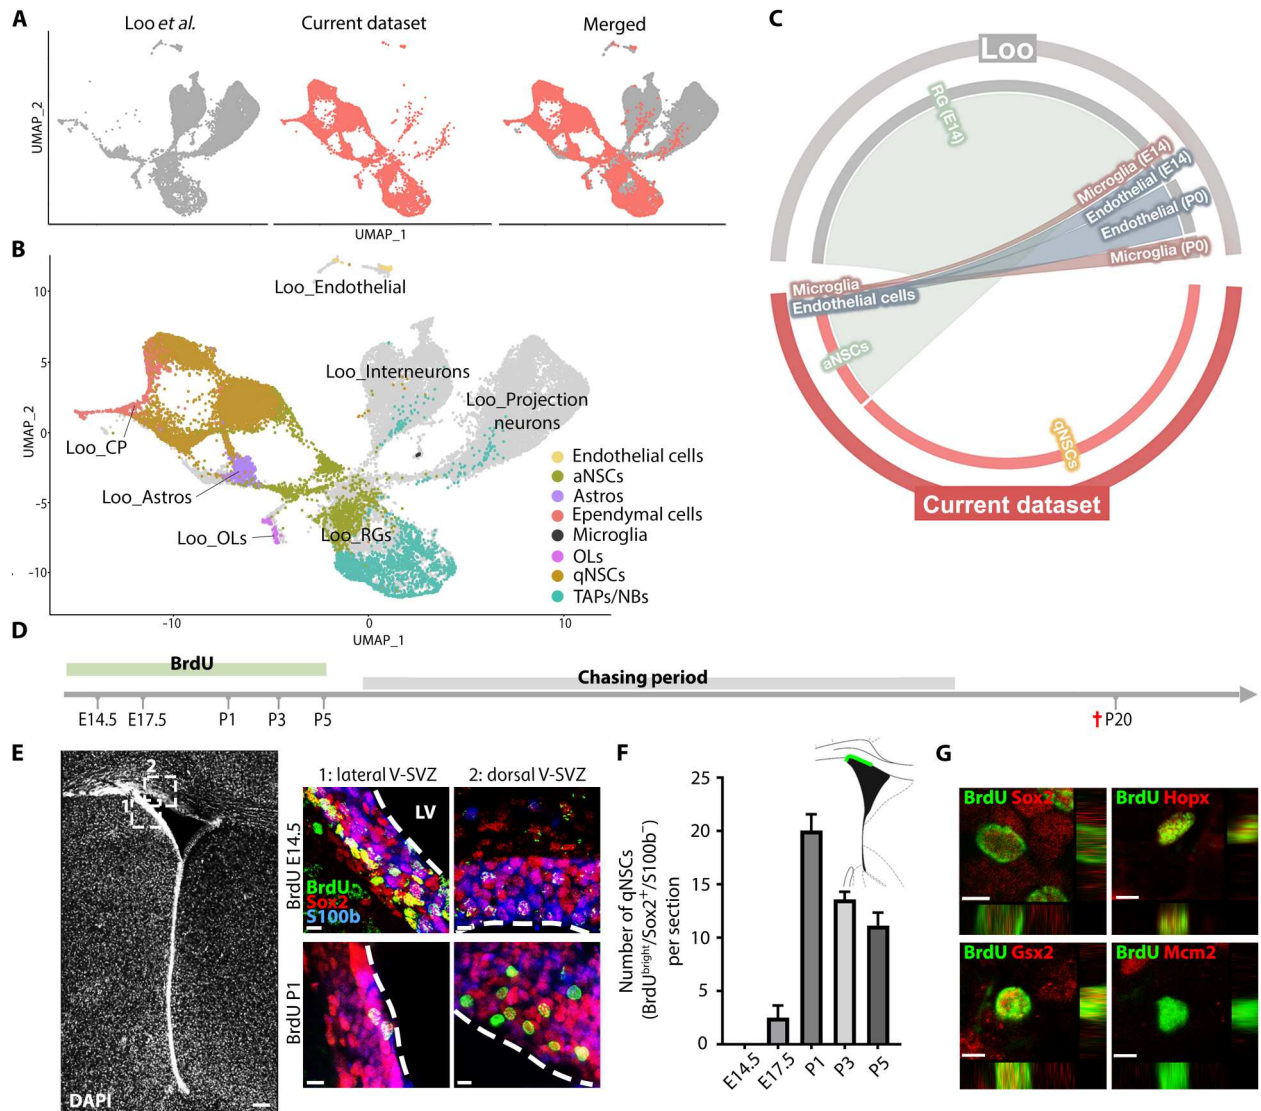 A
Loo et al.
Current dataset
Merged
UMAP_2
UMAP_1
B
Loo_Endothelial
Loo_Interneurons
Loo_Projection
neurons
Loo_CP
Loo_Astros
Loo_OLs
Loo_RGs
Endothelial cells
aNSCs
Astros
Ependymal cells
Microglia
OLs
qNSCs
TAPs/NBs
10
5
0
−5
−10
UMAP_2
−10
0
10
UMAP_1
C
Loo
RG (E14)
Microglia (E14)
Endothelial (E14)
Endothelial (P0)
Microglia (P0)
Microglia
Endothelial cells
aNSCs
qNSCs
Current dataset
D
BrdU
Chasing period
E14.5
E17.5
P1
P3
P5
†P20
E
2
1
DAPI
1: lateral V-SVZ
2: dorsal V-SVZ
BrdU E14.5
LV
BrdU
Sox2
S100b
BrdU P1
F
Number of qNSCs
(BrdUbright/Sox2+/S100b−)
per section
25
20
15
10
5
0
E14.5
E17.5
P1
P3
P5
G
BrdU Sox2
BrdU Hopx
BrdU Gsx2
BrdU Mcm2